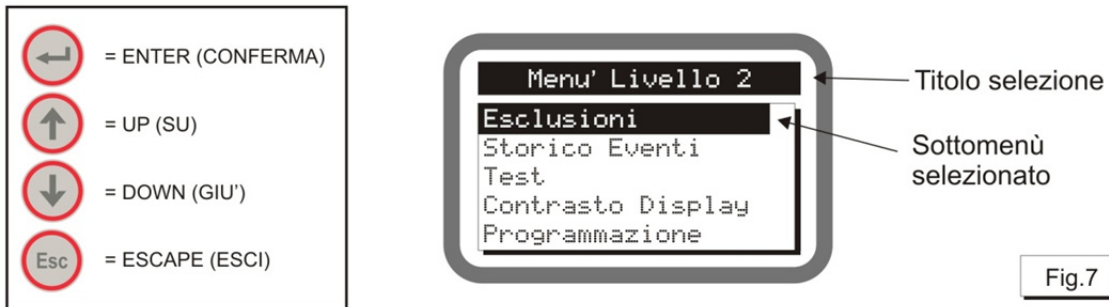 = ENTER (CONFERMA)
= UP (SU)
= DOWN (GIU')
Esc = ESCAPE (ESCI)
Menu' Livello 2
Esclusioni
Storico Eventi
Test
Contrasto Display
Programmazione
Titolo selezione
Sottomenù
selezionato
Fig.7